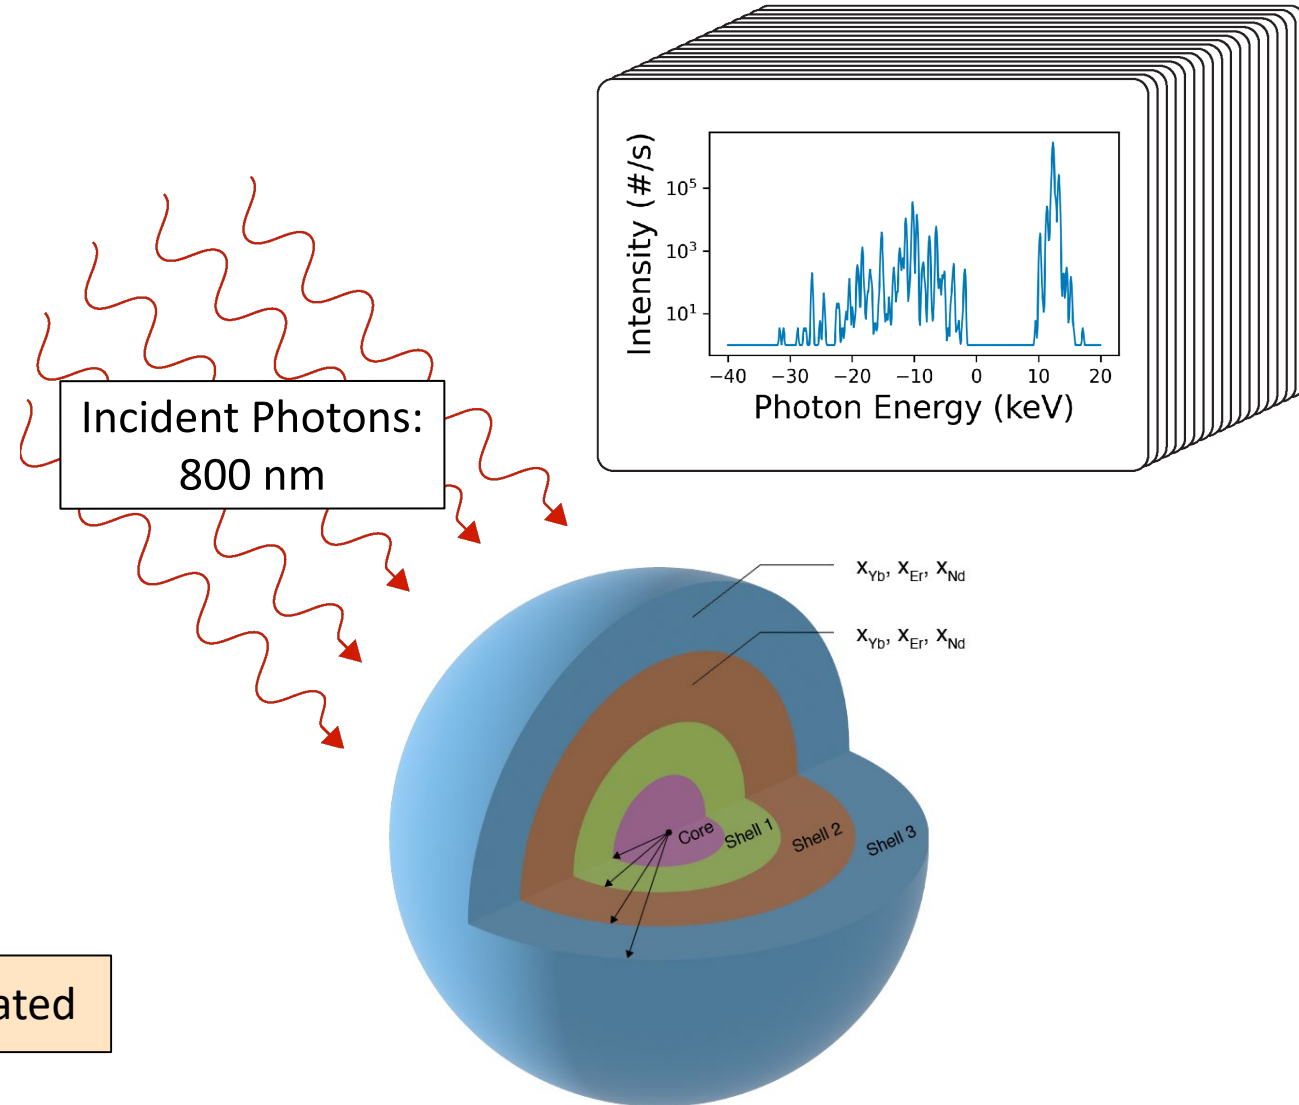 Intensity (#/s)
10⁵
10³
10¹
−40 −30 −20 −10 0 10 20
Photon Energy (keV)
Incident Photons:
800 nm
x_Yb, x_Er, x_Nd
x_Yb, x_Er, x_Nd
Core
Shell 1
Shell 2
Shell 3
ated